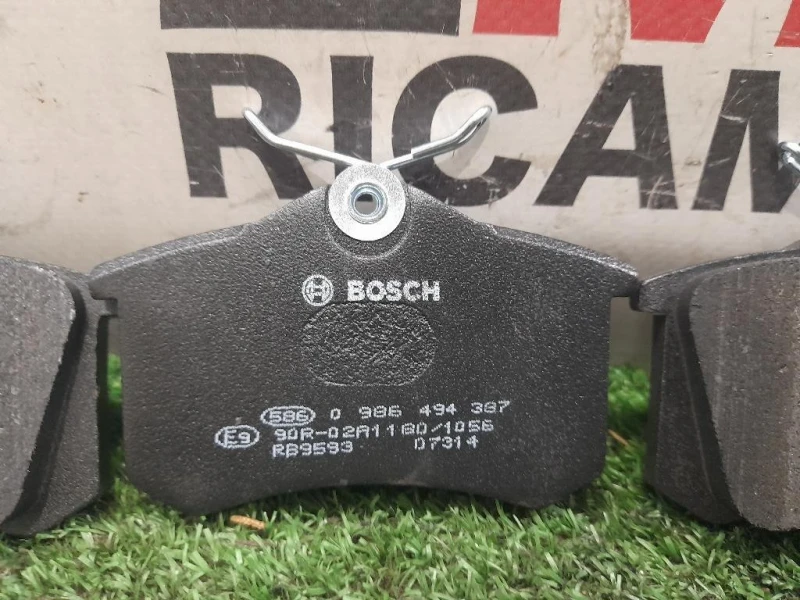 RICAM
BOSCH
586 0 986 494 387
E9 90R-02A1180/1056
RB9593 07314